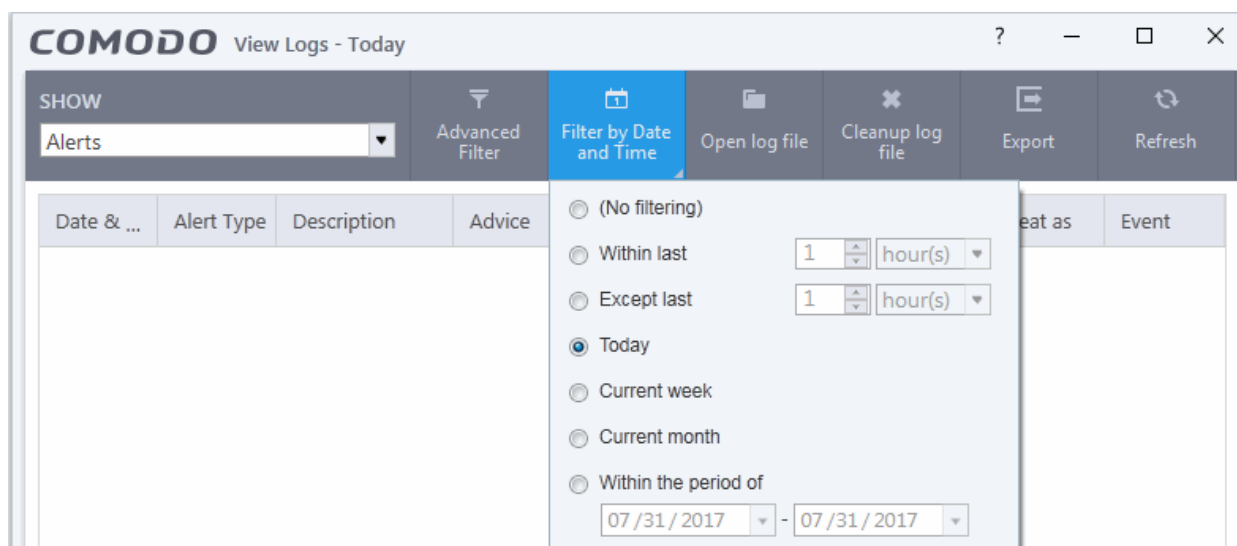 COMODO View Logs - Today
?
SHOW
Alerts
Advanced
Filter
Filter by Date
and Time
Open log file
Cleanup log
file
Export
Refresh
Date & ...
Alert Type
Description
Advice
eat as
Event
(No filtering)
Within last 1 hour(s)
Except last 1 hour(s)
Today
Current week
Current month
Within the period of
07/31/2017 - 07/31/2017